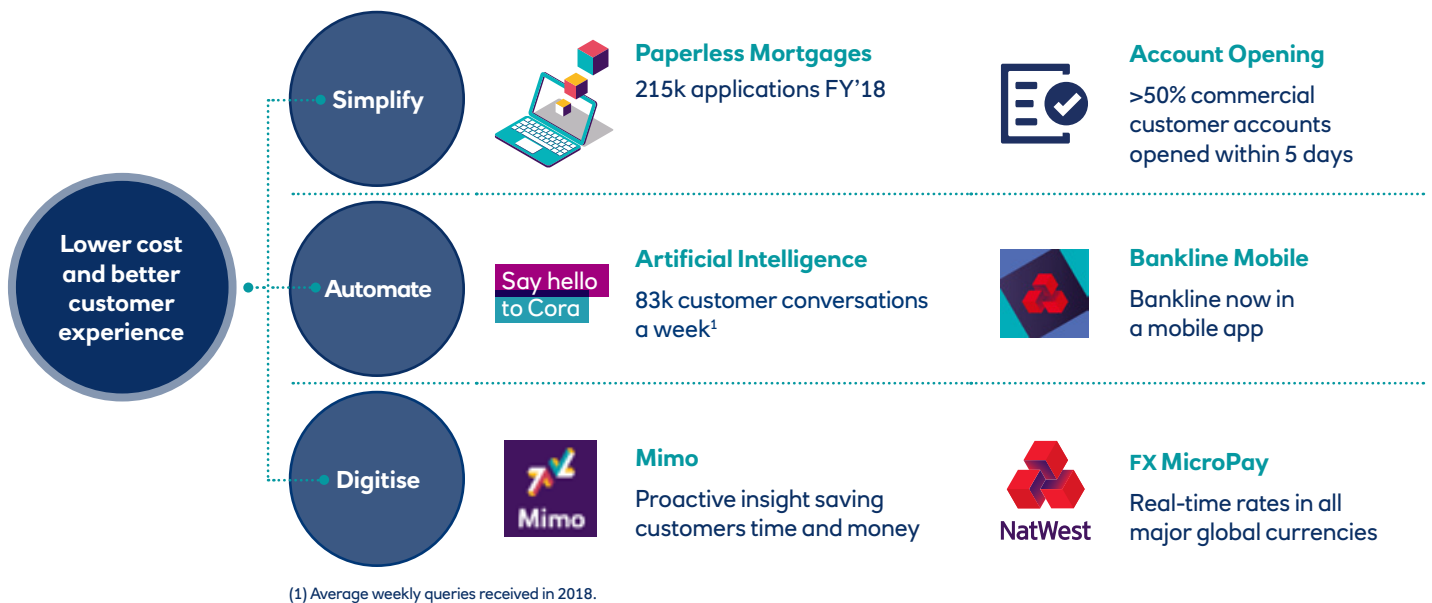 Lower cost
and better
customer
experience
Simplify
Paperless Mortgages
215k applications FY’18
Account Opening
>50% commercial
customer accounts
opened within 5 days
Automate
Say hello
to Cora
Artificial Intelligence
83k customer conversations
a week¹
Bankline Mobile
Bankline now in
a mobile app
Digitise
Mimo
Mimo
Proactive insight saving
customers time and money
NatWest
FX MicroPay
Real-time rates in all
major global currencies
(1) Average weekly queries received in 2018.